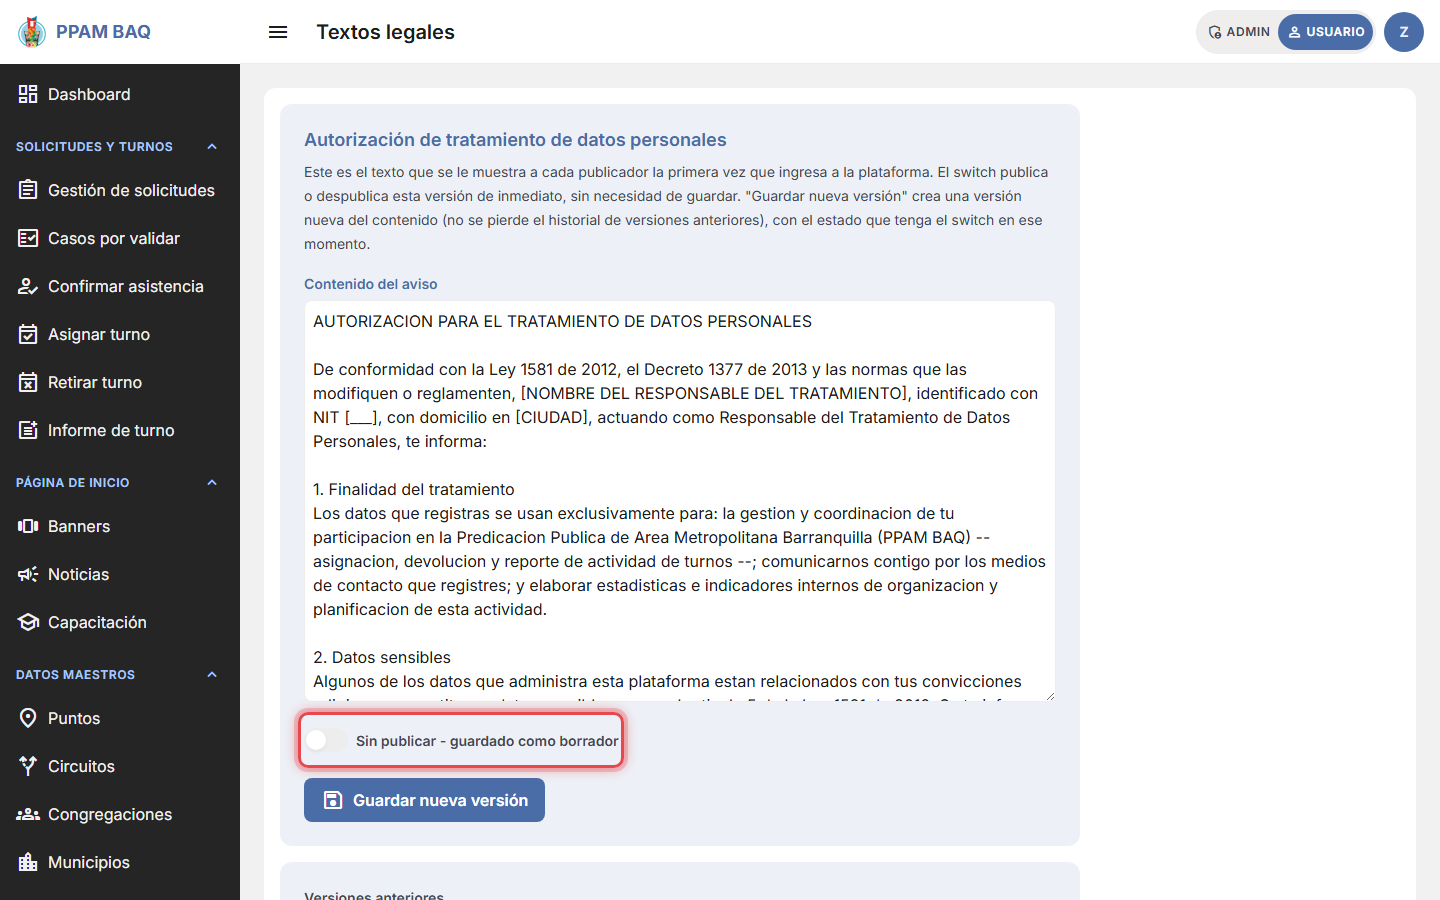 PPAM BAQ
Textos legales
ADMIN
USUARIO
Z
Dashboard
SOLICITUDES Y TURNOS
Gestión de solicitudes
Casos por validar
Confirmar asistencia
Asignar turno
Retirar turno
Informe de turno
PÁGINA DE INICIO
Banners
Noticias
Capacitación
DATOS MAESTROS
Puntos
Circuitos
Congregaciones
Municipios
Autorización de tratamiento de datos personales
Este es el texto que se le muestra a cada publicador la primera vez que ingresa a la plataforma. El switch publica
o despublica esta versión de inmediato, sin necesidad de guardar. "Guardar nueva versión" crea una versión
nueva del contenido (no se pierde el historial de versiones anteriores), con el estado que tenga el switch en ese
momento.
Contenido del aviso
AUTORIZACION PARA EL TRATAMIENTO DE DATOS PERSONALES
De conformidad con la Ley 1581 de 2012, el Decreto 1377 de 2013 y las normas que las
modifiquen o reglamenten, [NOMBRE DEL RESPONSABLE DEL TRATAMIENTO], identificado con
NIT [___], con domicilio en [CIUDAD], actuando como Responsable del Tratamiento de Datos
Personales, te informa:
1. Finalidad del tratamiento
Los datos que registras se usan exclusivamente para: la gestion y coordinacion de tu
participacion en la Predicacion Publica de Area Metropolitana Barranquilla (PPAM BAQ) --
asignacion, devolucion y reporte de actividad de turnos --; comunicarnos contigo por los medios
de contacto que registres; y elaborar estadisticas e indicadores internos de organizacion y
planificacion de esta actividad.
2. Datos sensibles
Algunos de los datos que administra esta plataforma estan relacionados con tus convicciones
Sin publicar - guardado como borrador
Guardar nueva versión
Versiones anteriores